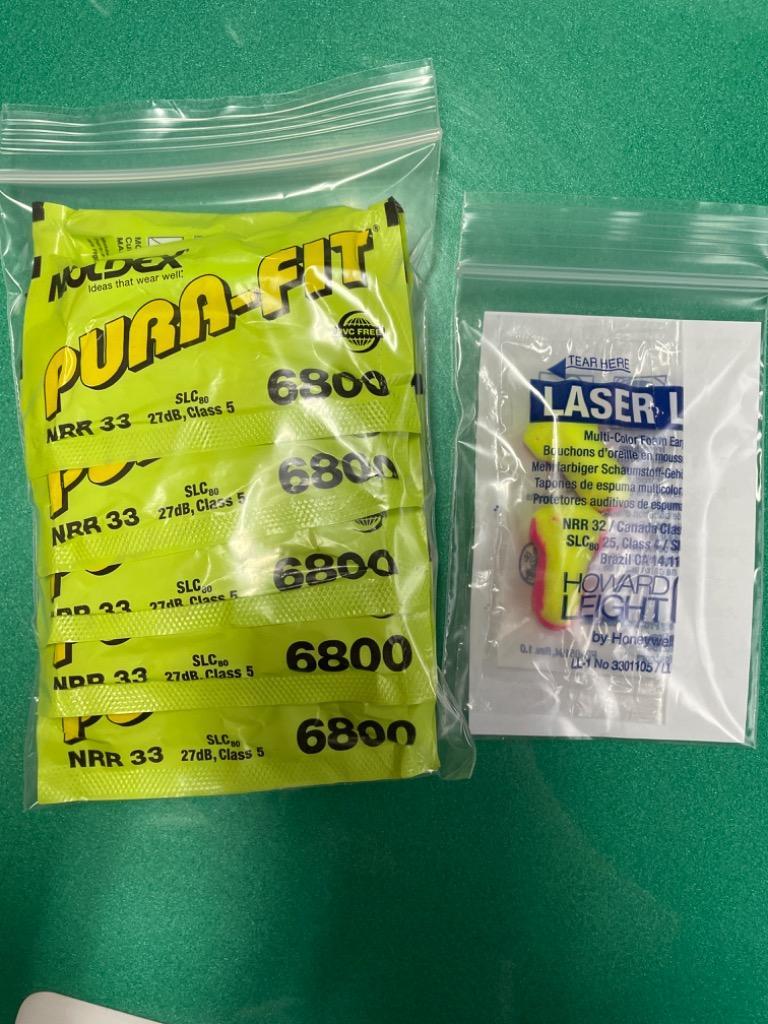 MOLDEX
Ideas that wear well.
PURA-FIT®
PVC FREE
SLC80
27dB, Class 5
6800
NRR 33
SLC80
27dB, Class 5
6800
NRR 33
SLC80
27dB, Class 5
6800
NRR 33
SLC80
27dB, Class 5
6800
NRR 33
SLC80
27dB, Class 5
6800
NRR 33
TEAR HERE
LASER L
Multi-Color Foam Ear
Bouchons d'oreille en mouss
Mehrfarbiger Schaumstoff-Geh
Tapones de espuma multicolor
Protetores auditivos de espum
NRR 32 / Canada Clas
SLC80 25, Class 4 / SI
Brazil CA 14.11
HOWARD
LEIGHT
by Honeywell
LL-1 No 3301105 / LL